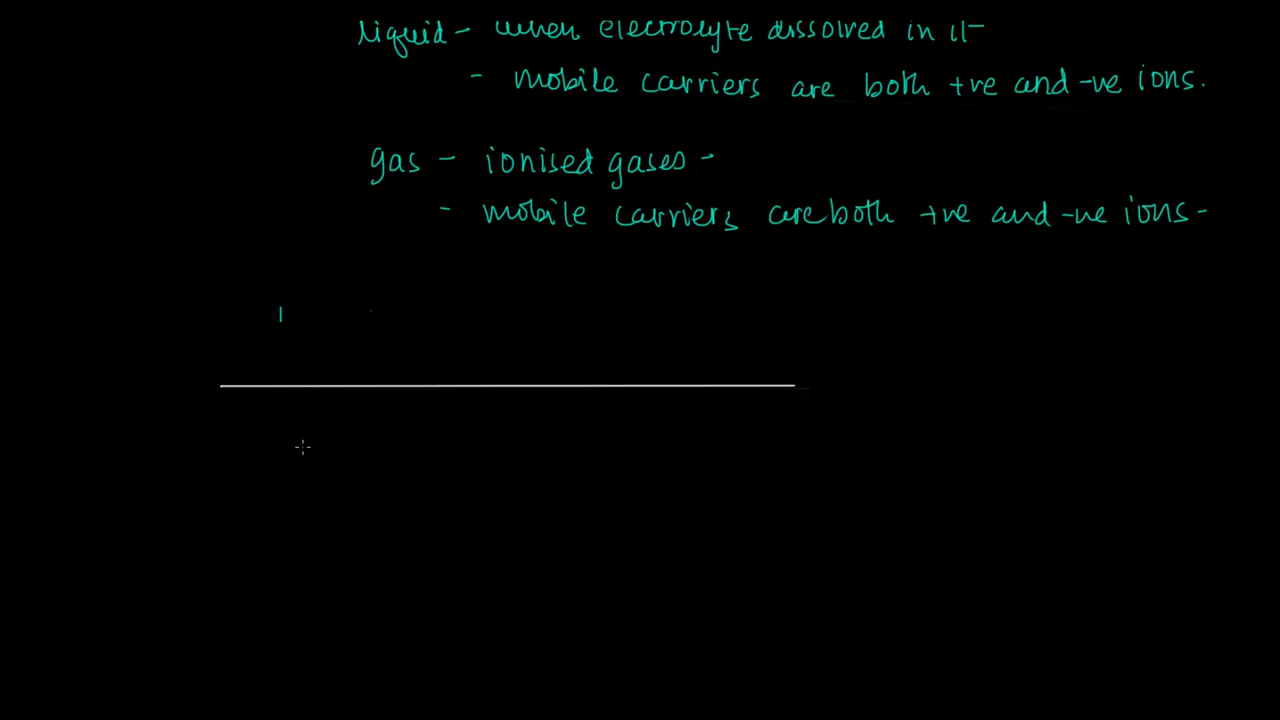 liquid - when electrolyte dissolved in it
- mobile carriers are both +ve and -ve ions.
gas - ionised gases -
- mobile carriers are both +ve and -ve ions -